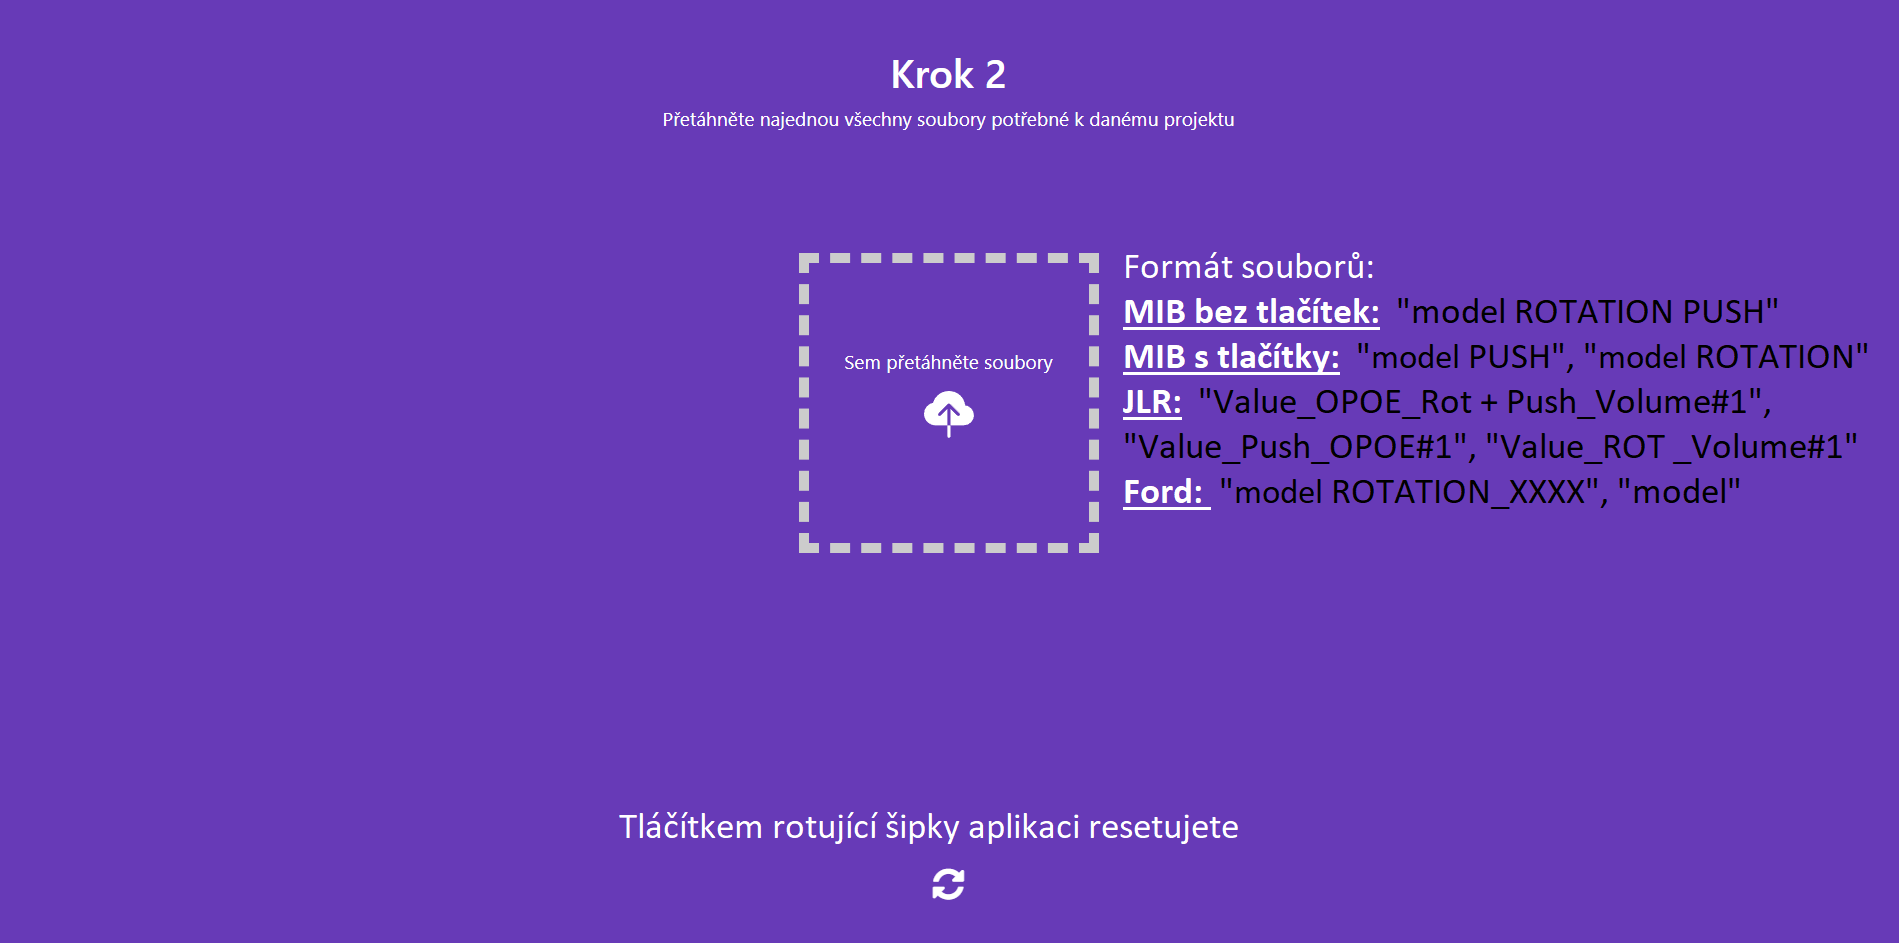 Krok 2
Přetáhněte najednou všechny soubory potřebné k danému projektu
Sem přetáhněte soubory
Formát souborů:
MIB bez tlačítek: "model ROTATION PUSH"
MIB s tlačítky: "model PUSH", "model ROTATION"
JLR: "Value_OPOE_Rot + Push_Volume#1",
"Value_Push_OPOE#1", "Value_ROT _Volume#1"
Ford: "model ROTATION_XXXX", "model"
Tláčítkem rotující šipky aplikaci resetujete